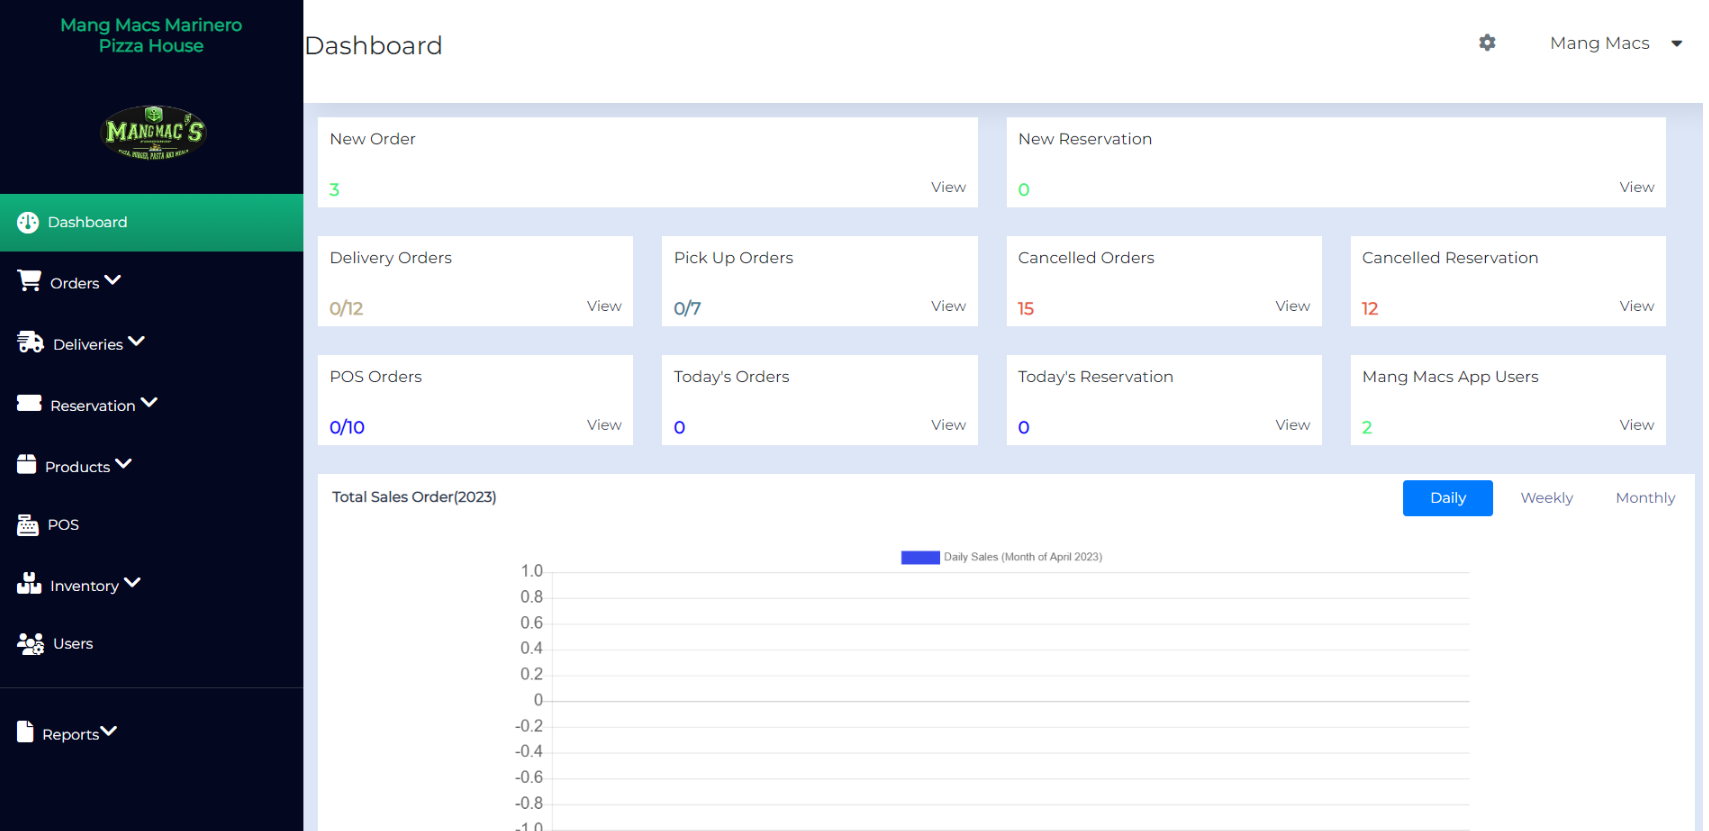 Mang Macs Marinero
Pizza House
MANG MAC'S
Dashboard
Orders
Deliveries
Reservation
Products
POS
Inventory
Users
Reports
Dashboard
Mang Macs
New Order
3
View
New Reservation
0
View
Delivery Orders
0/12
View
Pick Up Orders
0/7
View
Cancelled Orders
15
View
Cancelled Reservation
12
View
POS Orders
0/10
View
Today's Orders
0
View
Today's Reservation
0
View
Mang Macs App Users
2
View
Total Sales Order(2023)
Daily
Weekly
Monthly
Daily Sales (Month of April 2023)
1.0
0.8
0.6
0.4
0.2
0
-0.2
-0.4
-0.6
-0.8
-1.0